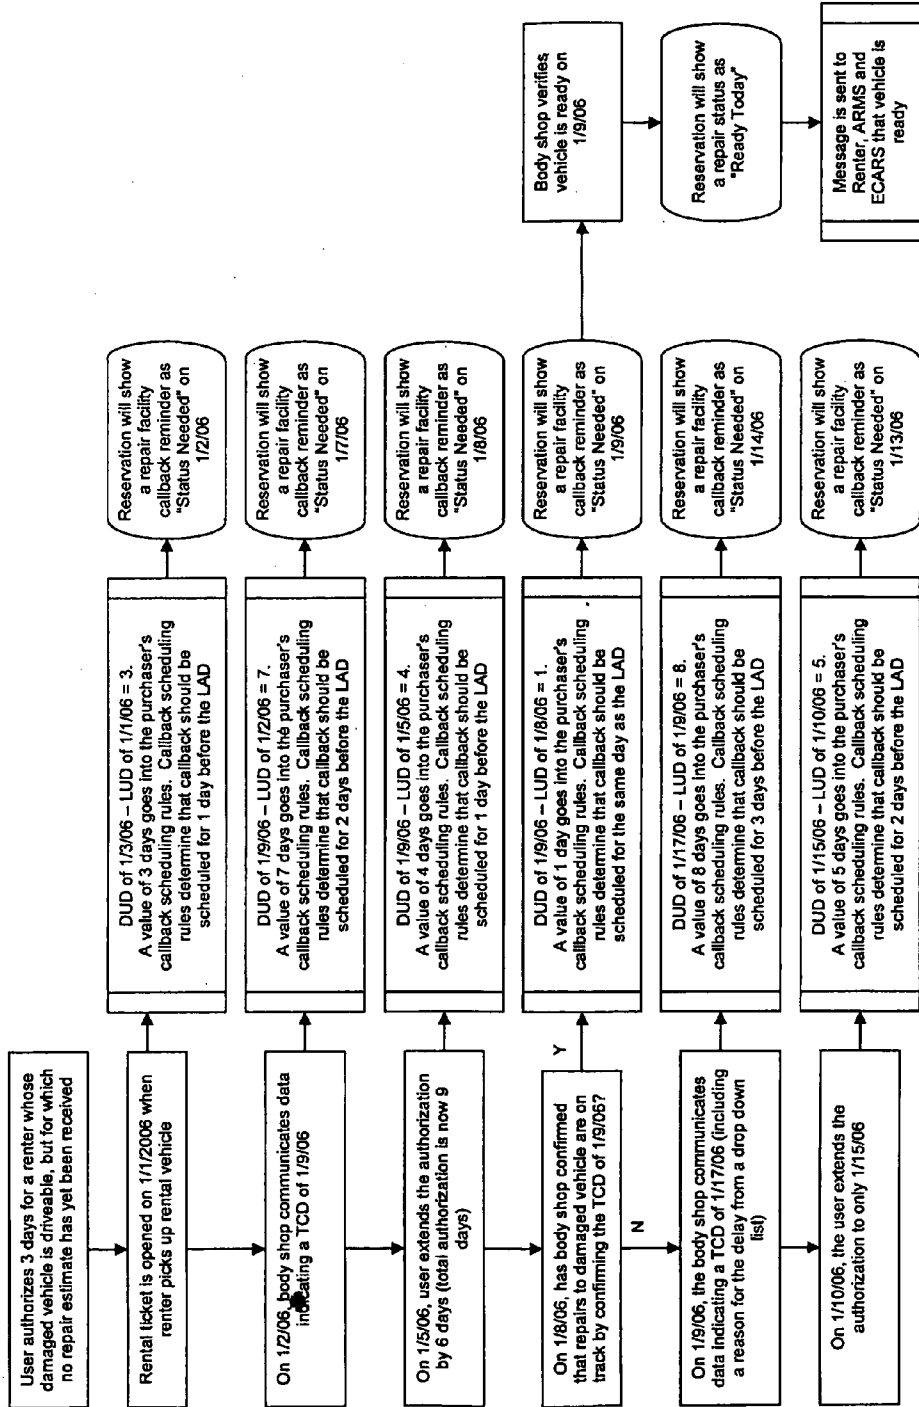 User authorizes 3 days for a renter whose
damaged vehicle is driveable, but for which
no repair estimate has yet been received
Rental ticket is opened on 1/1/2006 when
renter picks up rental vehicle
DUD of 1/3/06 – LUD of 1/1/06 = 3.
A value of 3 days goes into the purchaser's
callback scheduling rules. Callback scheduling
rules determine that callback should be
scheduled for 1 day before the LAD
Reservation will show
a repair facility
callback reminder as
"Status Needed" on
1/2/06
On 1/2/06, body shop communicates data
indicating a TCD of 1/9/06
DUD of 1/9/06 – LUD of 1/2/06 = 7.
A value of 7 days goes into the purchaser's
callback scheduling rules. Callback scheduling
rules determine that callback should be
scheduled for 2 days before the LAD
Reservation will show
a repair facility
callback reminder as
"Status Needed" on
1/7/06
On 1/5/06, user extends the authorization
by 6 days (total authorization is now 9
days)
DUD of 1/9/06 – LUD of 1/5/06 = 4.
A value of 4 days goes into the purchaser's
callback scheduling rules. Callback scheduling
rules determine that callback should be
scheduled for 1 day before the LAD
Reservation will show
a repair facility
callback reminder as
"Status Needed" on
1/8/06
On 1/8/06, has body shop confirmed
that repairs to damaged vehicle are on
track by confirming the TCD of 1/9/06?
Y
N
DUD of 1/9/06 – LUD of 1/8/06 = 1.
A value of 1 day goes into the purchaser's
callback scheduling rules. Callback scheduling
rules determine that callback should be
scheduled for the same day as the LAD
Reservation will show
a repair facility
callback reminder as
"Status Needed" on
1/9/06
Body shop verifies
vehicle is ready on
1/9/06
Reservation will show
a repair status as
"Ready Today"
Message is sent to
Renter, ARMS and
ECARS that vehicle is
ready
On 1/9/06, the body shop communicates
data indicating a TCD of 1/17/06 (including
a reason for the delay from a drop down
list)
DUD of 1/17/06 – LUD of 1/9/06 = 8.
A value of 8 days goes into the purchaser's
callback scheduling rules. Callback scheduling
rules determine that callback should be
scheduled for 3 days before the LAD
Reservation will show
a repair facility
callback reminder as
"Status Needed" on
1/14/06
On 1/10/06, the user extends the
authorization to only 1/15/06
DUD of 1/15/06 – LUD of 1/10/06 = 5.
A value of 5 days goes into the purchaser's
callback scheduling rules. Callback scheduling
rules determine that callback should be
scheduled for 2 days before the LAD
Reservation will show
a repair facility
callback reminder as
"Status Needed" on
1/13/06